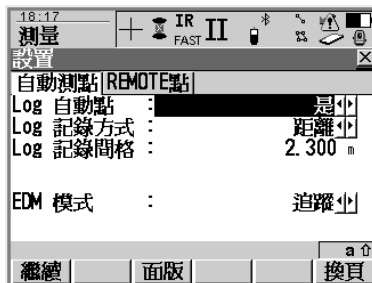 18:17
測量
IR
FAST
II
設置
自動測點 REMOTE點
Log 自動點 : 是
Log 記錄方式 : 距離
Log 記錄間格 : 2.300 m
EDM 模式 : 追蹤
a
繼續 面版 換頁